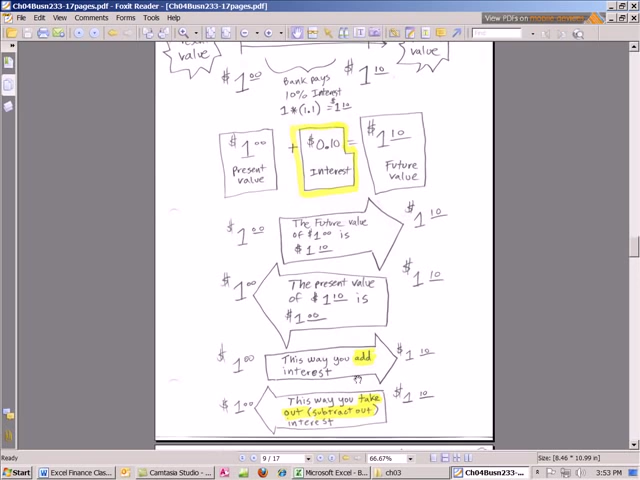 Ch04Busn233-17pages.pdf - Foxit Reader - [Ch04Busn233-17pages.pdf]
File Edit View Language Forms Comments Tools Advanced Window Help
View PDFs on
value
value
$1 00
$1 10
Bank pays
10% Interest
1*(1.1) = $1 10
$1 00
Present
value
+
$0.10
Interest
=
$1 10
Future
value
$1 00
The Future value
of $1 00 is
$1 10
$1 10
$1 00
The present value
of $1 10 is
$1 00
$1 10
$1 00
This way you add
interest
$1 10
$1 00
This way you take
out (subtract out)
interest
$1 10
9 / 17
66.67%
Size: [8.46 * 10.99 in]
Start
Excel Finance Clas...
Camtasia Studio - ...
Google - ...
Microsoft Excel - B...
ch03
Ch04Busn233-...
3:53 PM